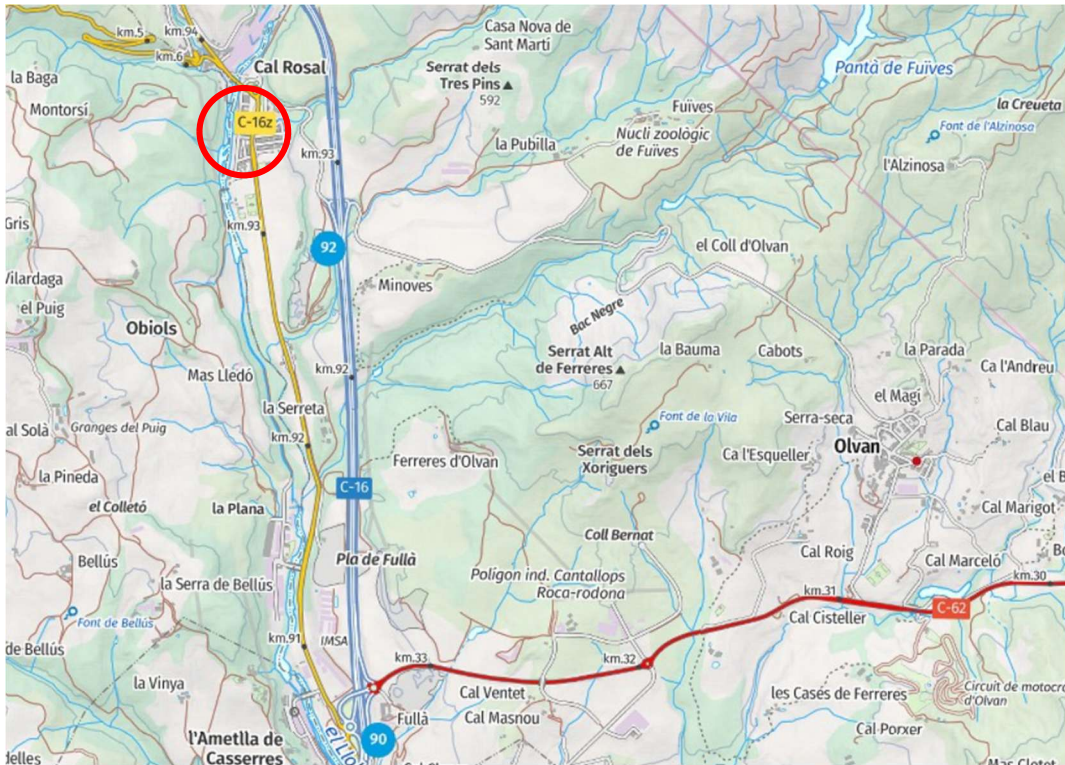 km.5
km.94
Casa Nova de
Sant Martí
km.6
Cal Rosal
Serrat dels
Tres Pins
592
Pantà de Fuïves
la Baga
Montorsí
Fuïves
la Creueta
C-16z
Nucli zoològic
de Fuïves
Font de l'Alzinosa
la Pubilla
km.93
l'Alzinosa
Gris
km.93
92
el Coll d'Olvan
Vilardaga
Minoves
el Puig
Bac Negre
Obiols
Serrat Alt
de Ferreres
667
la Bauma
Cabots
la Parada
km.92
Mas Lledó
Ca l'Andreu
el Magí
la Serreta
Font de la Vila
Serra-seca
al Solà
Granges del Puig
km.92
Cal Blau
Olvan
Ferreres d'Olvan
Serrat dels
Xoriguers
Ca l'Esqueller
la Pineda
C-16
el Colletó
la Plana
Cal Marigot
Coll Bernat
Pla de Fullà
Cal Roig
Cal Marceló
Bellús
la Serra de Bellús
Polígon ind. Cantallops
Roca-rodona
km.31
km.30
Font de Bellús
C-62
Cal Cisteller
km.91
IMSA
de Bellús
km.33
km.32
la Vinya
Cal Ventet
les Casés de Ferreres
Circuit de motocro
d'Olvan
Fullà
Cal Masnou
Cal Porxer
l'Ametlla de
Casserres
el Llo
90
delles
Mas Clotet